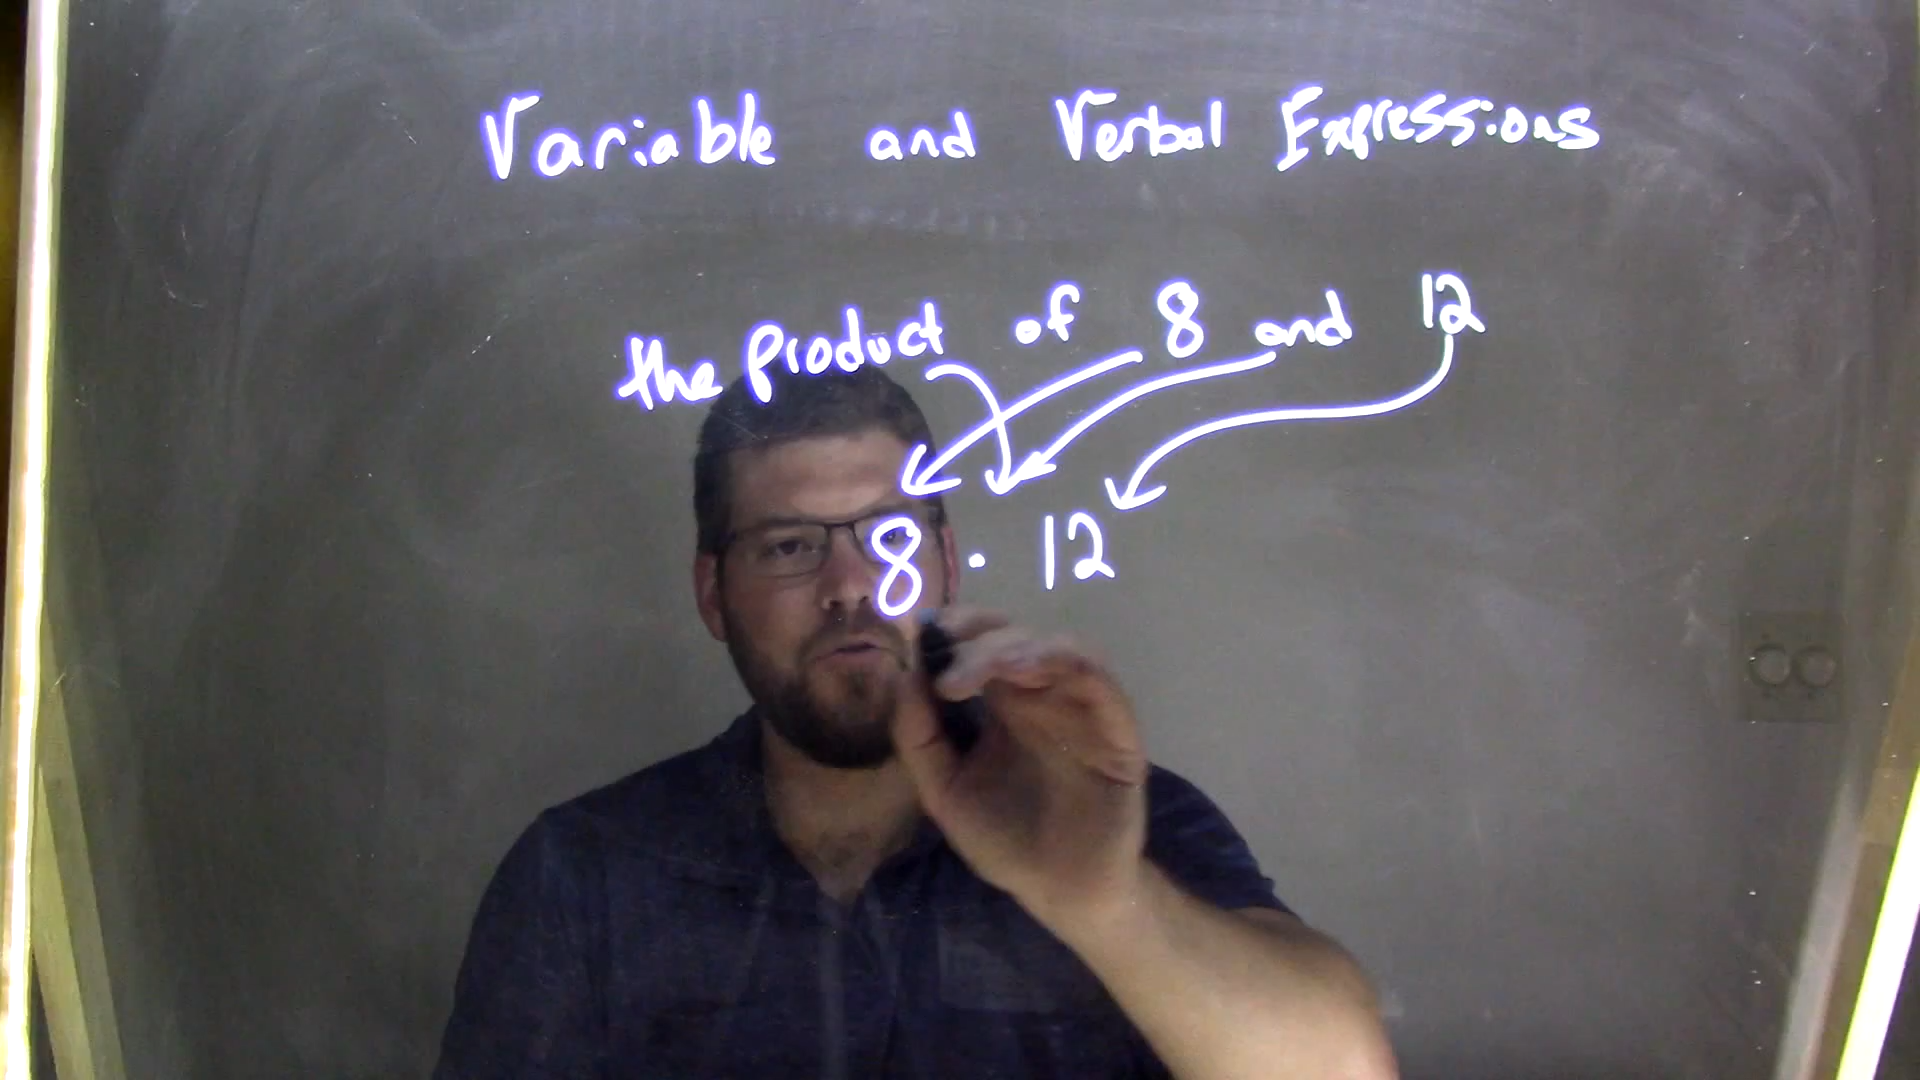 Variable and Verbal Expressions
the product of 8 and 12
8 · 12